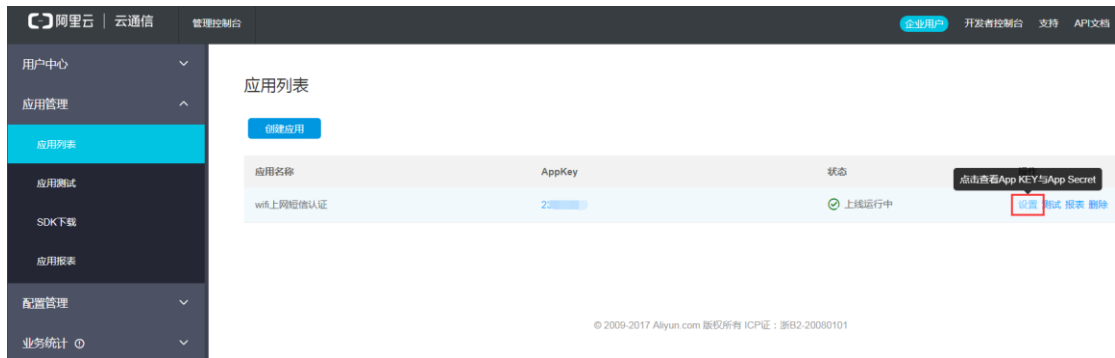 阿里云 | 云通信 管理控制台 企业用户 开发者控制台 支持 API文档
用户中心
应用管理
应用列表
应用测试
SDK下载
应用报表
配置管理
业务统计
应用列表
创建应用
应用名称 AppKey 状态
点击查看App KEY与App Secret
wifi上网短信认证 23 上线运行中 设置 测试 报表 删除
© 2009-2017 Aliyun.com 版权所有 ICP证：浙B2-20080101